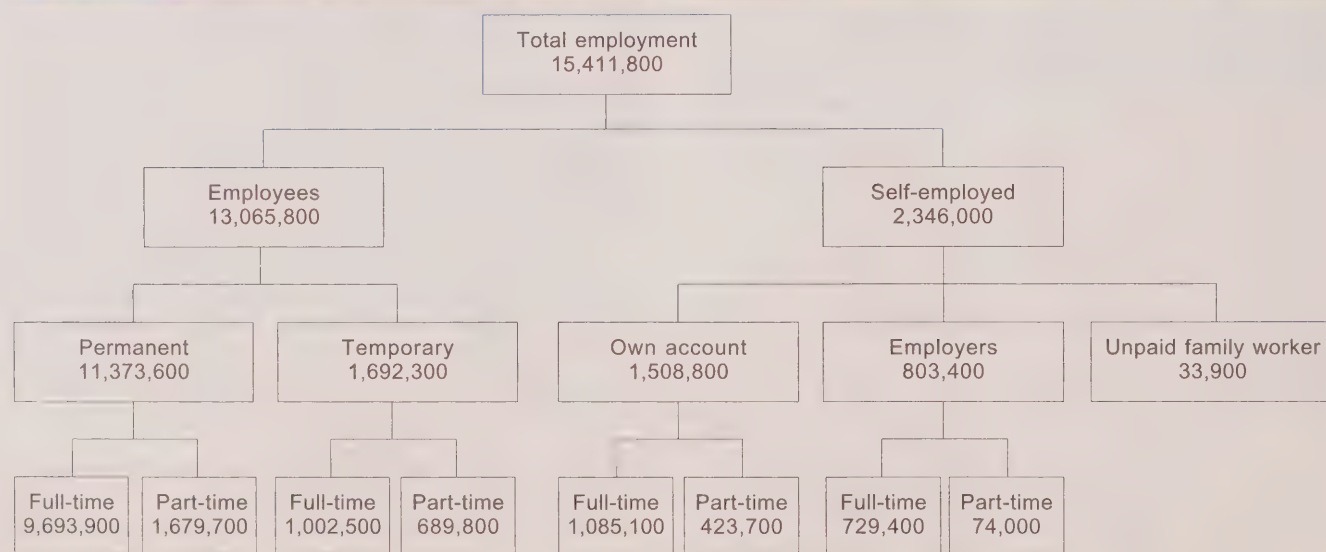 Total employment
15,411,800
Employees
13,065,800
Self-employed
2,346,000
Permanent
11,373,600
Temporary
1,692,300
Own account
1,508,800
Employers
803,400
Unpaid family worker
33,900
Full-time
9,693,900
Part-time
1,679,700
Full-time
1,002,500
Part-time
689,800
Full-time
1,085,100
Part-time
423,700
Full-time
729,400
Part-time
74,000